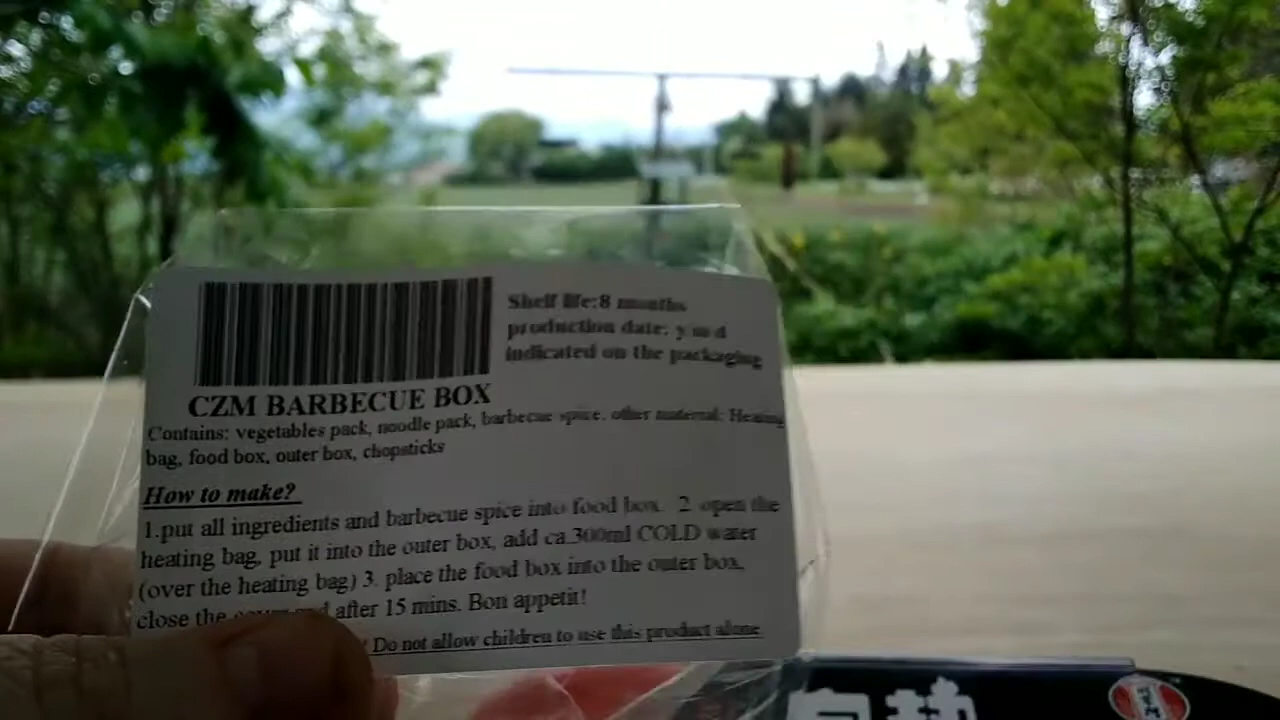 Shelf life:8 months
production date: y m d
indicated on the packaging
CZM BARBECUE BOX
Contains: vegetables pack, noodle pack, barbecue spice. other material: Heating
bag, food box, outer box, chopsticks
How to make?
1.put all ingredients and barbecue spice into food box. 2 open the
heating bag, put it into the outer box, add ca.300ml COLD water
(over the heating bag) 3. place the food box into the outer box,
close the after 15 mins. Bon appetit!
Do not allow children to use this product alone
自热